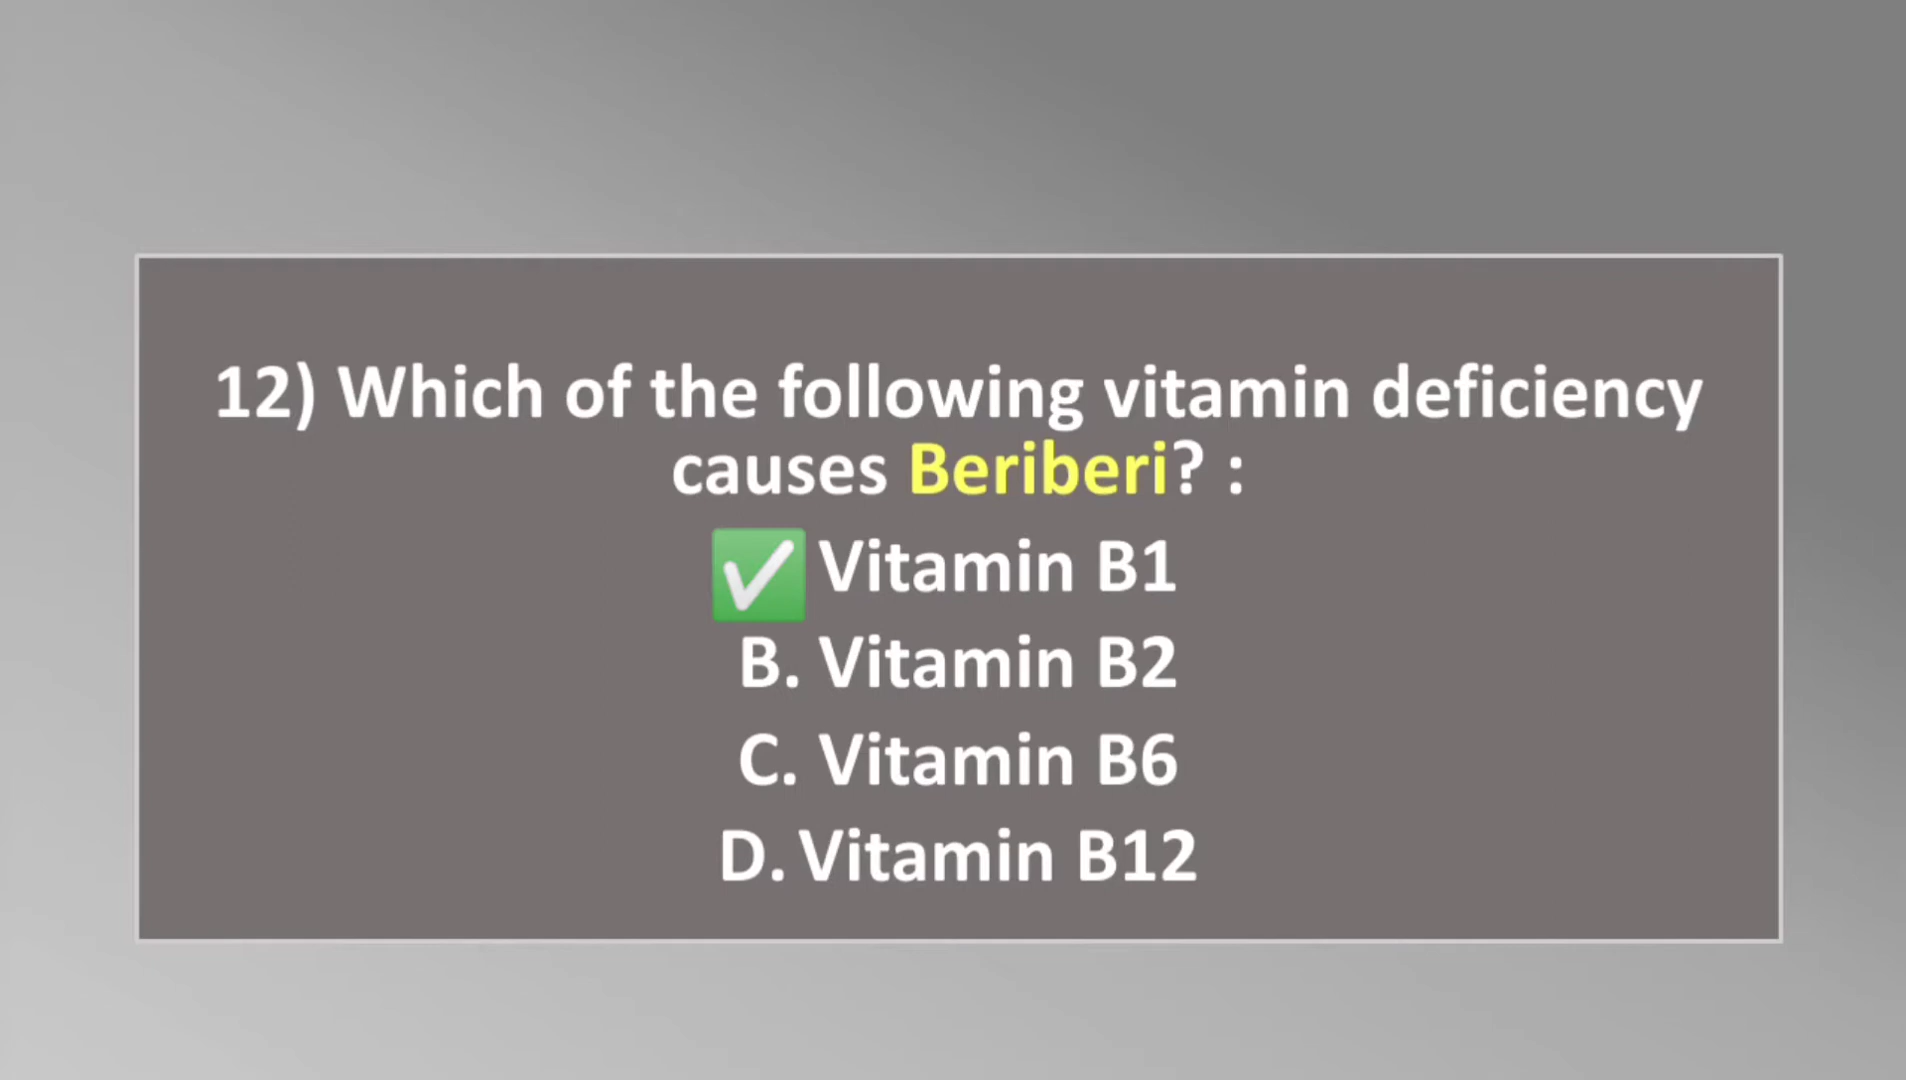 12) Which of the following vitamin deficiency
causes Beriberi? :
✅ Vitamin B1
B. Vitamin B2
C. Vitamin B6
D. Vitamin B12